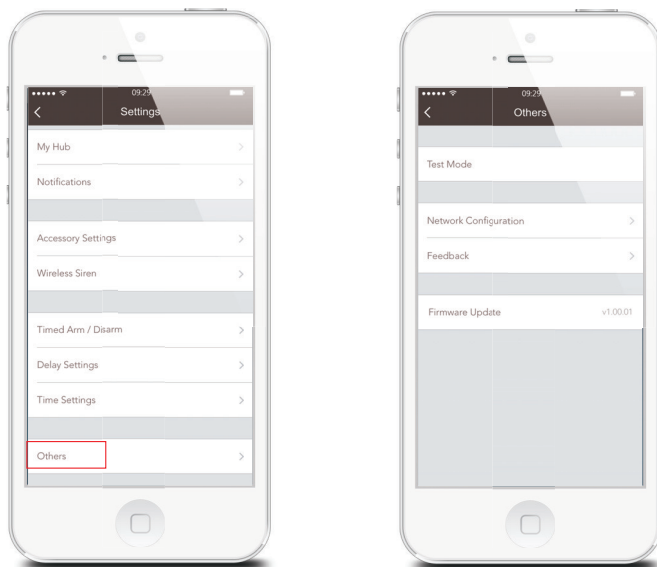 09:29
Settings
My Hub
Notifications
Accessory Settings
Wireless Siren
Timed Arm / Disarm
Delay Settings
Time Settings
Others
09:29
Others
Test Mode
Network Configuration
Feedback
Firmware Update v1.00.01